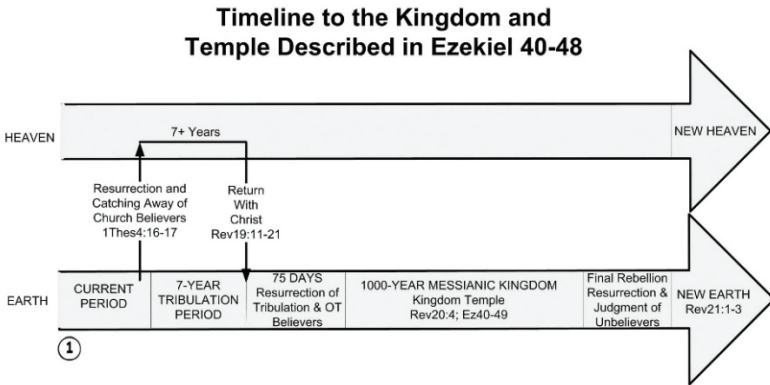 Timeline to the Kingdom and
Temple Described in Ezekiel 40-48
HEAVEN
7+ Years
NEW HEAVEN
Resurrection and
Catching Away of
Church Believers
1Thes4:16-17
Return
With
Christ
Rev19:11-21
EARTH
CURRENT
PERIOD
7-YEAR
TRIBULATION
PERIOD
75 DAYS
Resurrection of
Tribulation & OT
Believers
1000-YEAR MESSIANIC KINGDOM
Kingdom Temple
Rev20:4; Ez40-49
Final Rebellion
Resurrection &
Judgment of
Unbelievers
NEW EARTH
Rev21:1-3
1